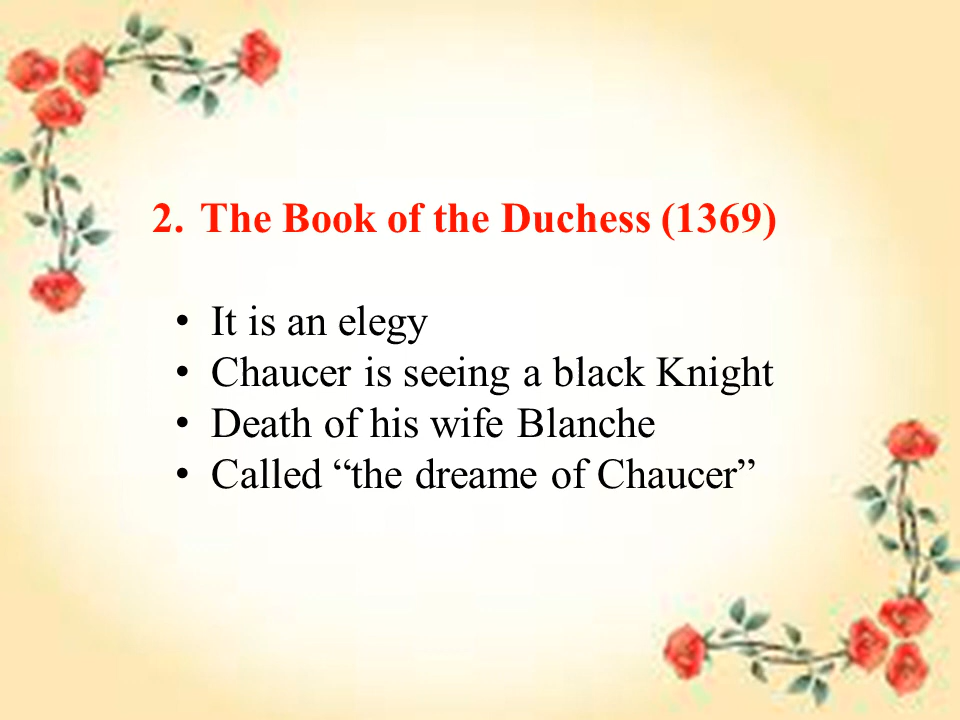 2. The Book of the Duchess (1369)
• It is an elegy
• Chaucer is seeing a black Knight
• Death of his wife Blanche
• Called “the dreame of Chaucer”